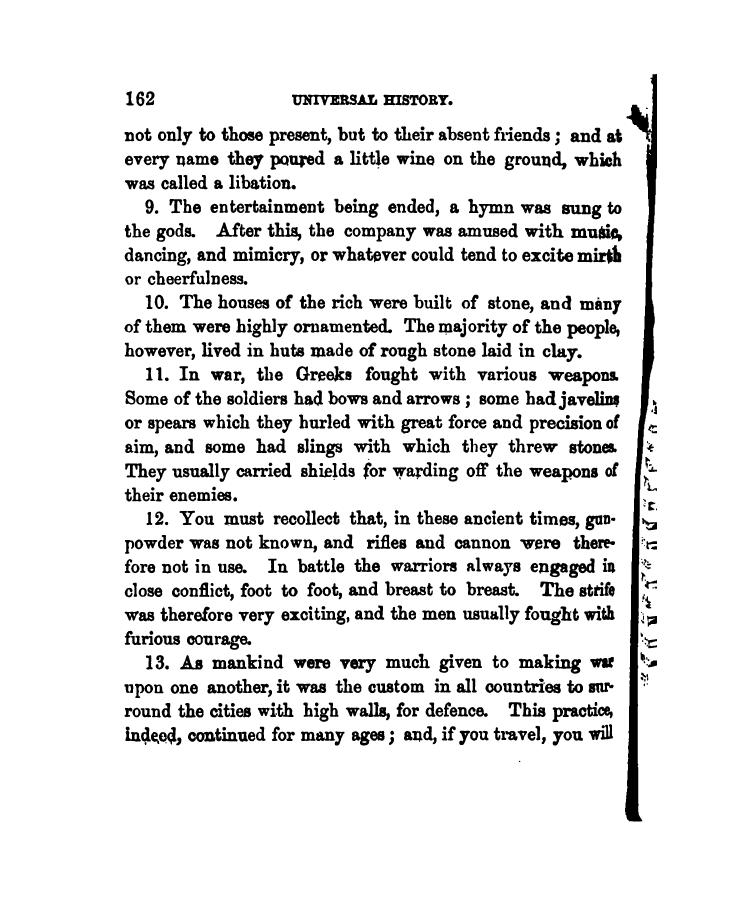 162 UNIVERSAL HISTORY.
not only to those present, but to their absent friends; and at
every name they poured a little wine on the ground, which
was called a libation.
9. The entertainment being ended, a hymn was sung to
the gods. After this, the company was amused with music,
dancing, and mimicry, or whatever could tend to excite mirth
or cheerfulness.
10. The houses of the rich were built of stone, and many
of them were highly ornamented. The majority of the people,
however, lived in huts made of rough stone laid in clay.
11. In war, the Greeks fought with various weapons.
Some of the soldiers had bows and arrows; some had javelins
or spears which they hurled with great force and precision of
aim, and some had slings with which they threw stones.
They usually carried shields for warding off the weapons of
their enemies.
12. You must recollect that, in these ancient times, gun-
powder was not known, and rifles and cannon were there-
fore not in use. In battle the warriors always engaged in
close conflict, foot to foot, and breast to breast. The strife
was therefore very exciting, and the men usually fought with
furious courage.
13. As mankind were very much given to making war
upon one another, it was the custom in all countries to sur-
round the cities with high walls, for defence. This practice,
indeed, continued for many ages; and, if you travel, you will